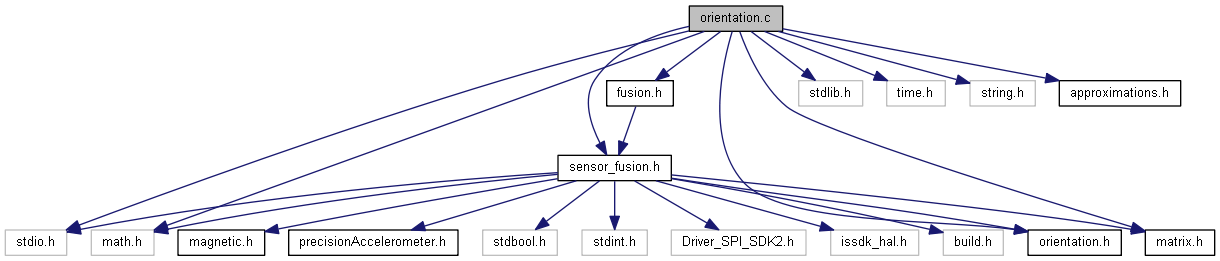 orientation.c
fusion.h
stdlib.h
time.h
string.h
approximations.h
sensor_fusion.h
stdio.h
math.h
magnetic.h
precisionAccelerometer.h
stdbool.h
stdint.h
Driver_SPI_SDK2.h
issdk_hal.h
build.h
orientation.h
matrix.h